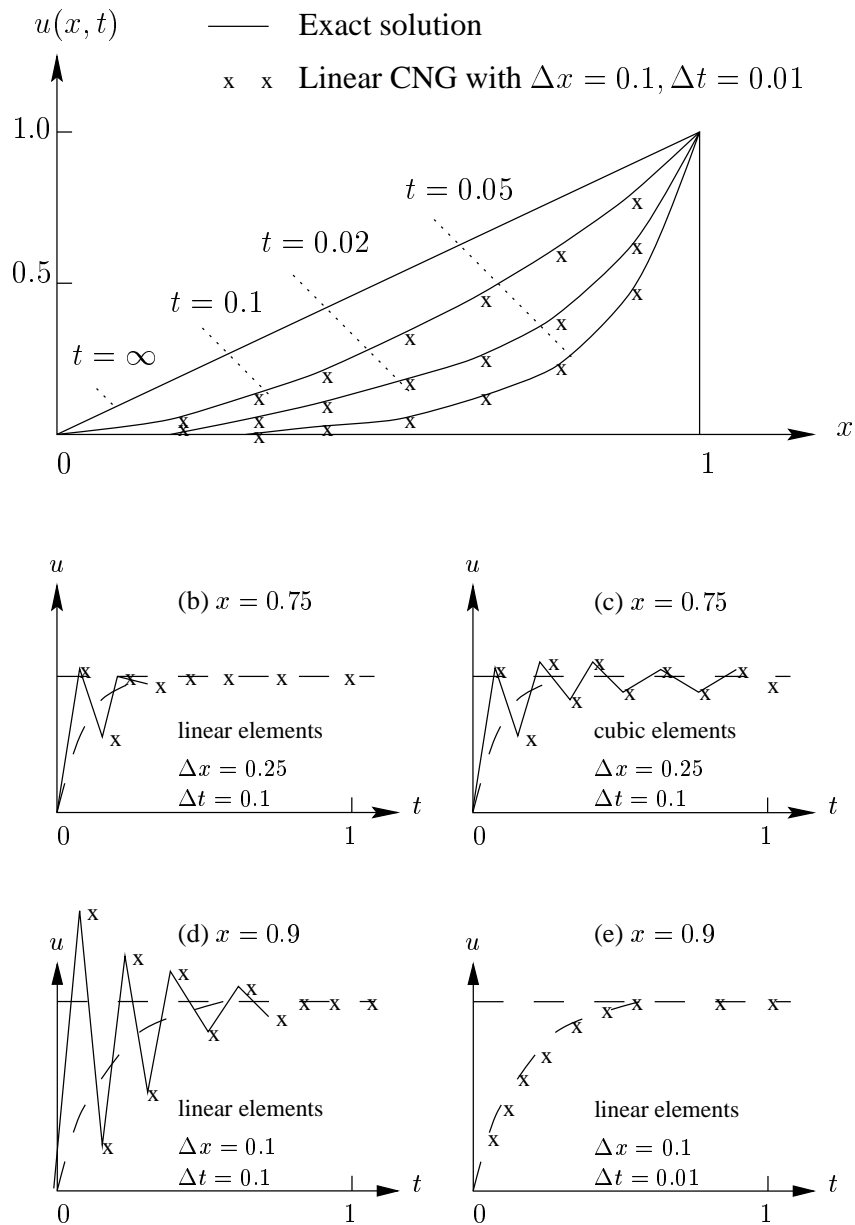 u(x, t)
Exact solution
x x Linear CNG with Δx = 0.1, Δt = 0.01
1.0
t = 0.05
t = 0.02
0.5
t = 0.1
t = ∞
x
0
1
u
(b) x = 0.75
linear elements
Δx = 0.25
Δt = 0.1
t
0
1
u
(c) x = 0.75
cubic elements
Δx = 0.25
Δt = 0.1
t
0
1
u
(d) x = 0.9
linear elements
Δx = 0.1
Δt = 0.1
t
0
1
u
(e) x = 0.9
linear elements
Δx = 0.1
Δt = 0.01
t
0
1